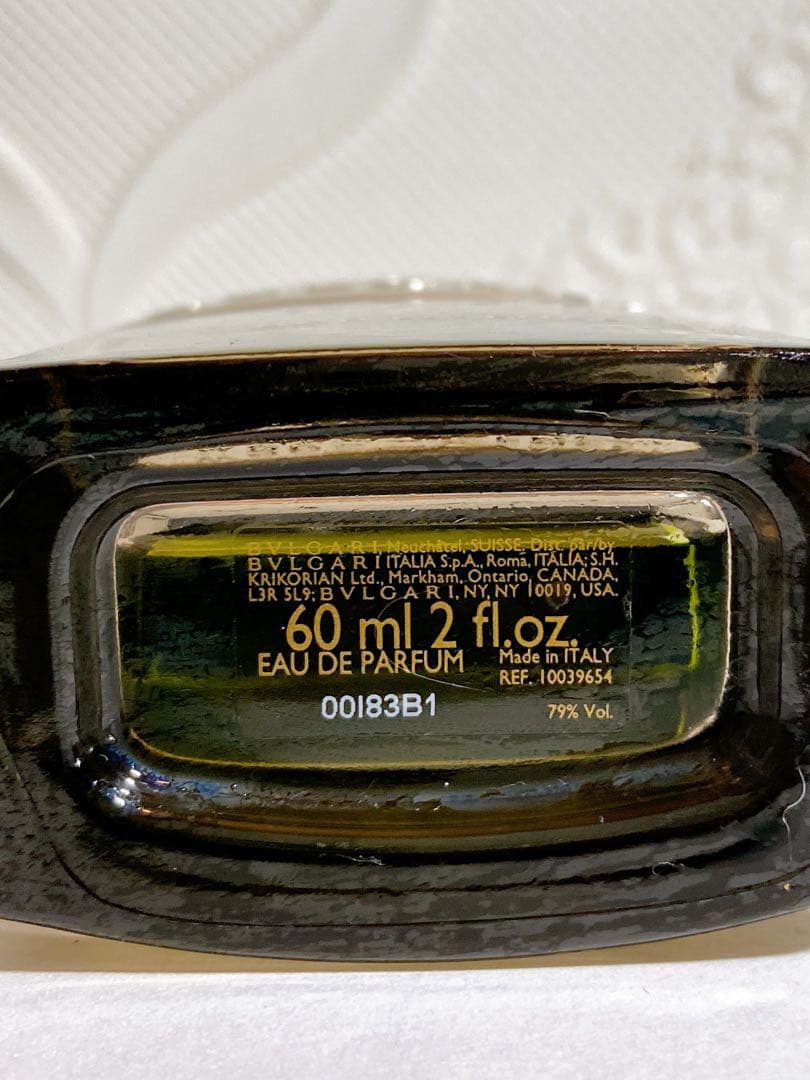 BVLGARI Neuchâtel, SUISSE. Dist. par/by
BVLGARI ITALIA S.p.A., Roma, ITALIA; S.H.
KRIKORIAN Ltd., Markham, Ontario, CANADA,
L3R 5L9; BVLGARI, NY, NY 10019, USA.
60 ml 2 fl.oz.
EAU DE PARFUM Made in ITALY
REF. 10039654
00I83B1 79% Vol.